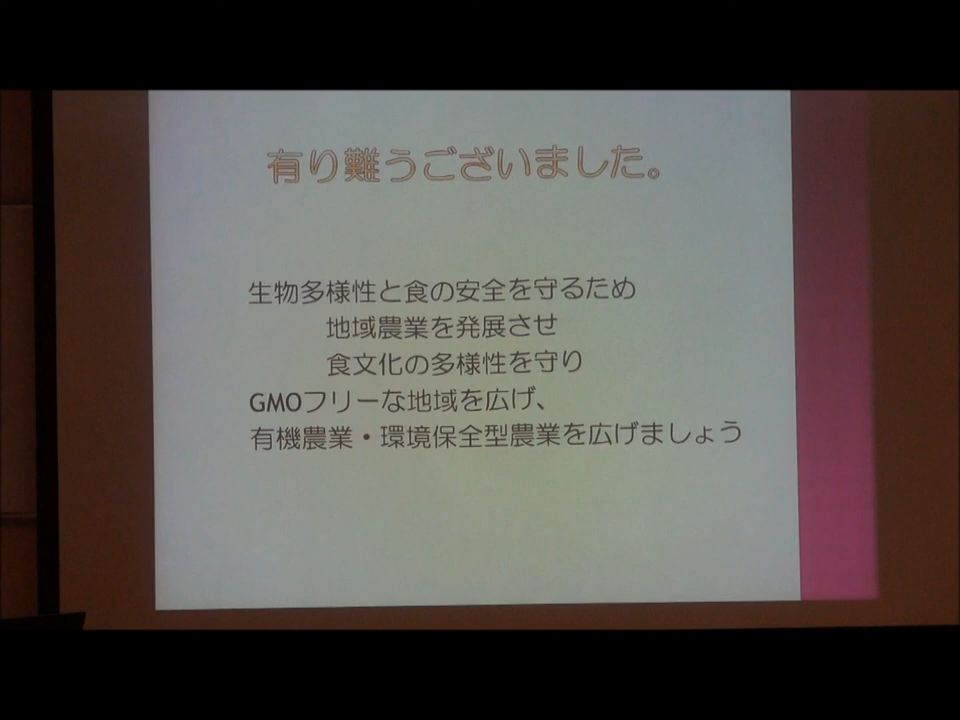 有り難うございました。
生物多様性と食の安全を守るため
地域農業を発展させ
食文化の多様性を守り
GMOフリーな地域を広げ、
有機農業・環境保全型農業を広げましょう